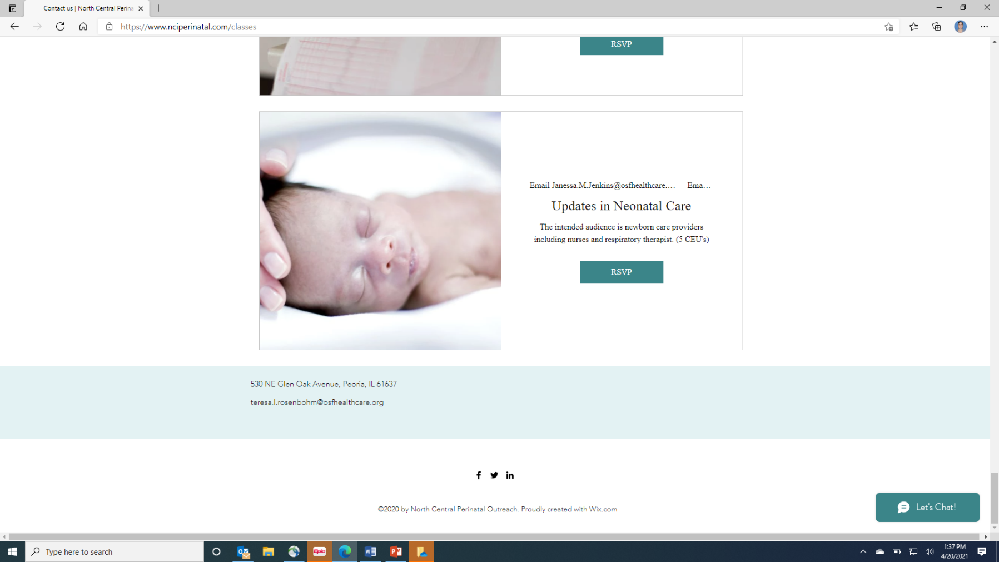 Contact us | North Central Perina
https://www.nciperinatal.com/classes
RSVP
Email Janessa.M.Jenkins@osfhealthcare.... | Ema...
Updates in Neonatal Care
The intended audience is newborn care providers
including nurses and respiratory therapist. (5 CEU's)
RSVP
530 NE Glen Oak Avenue, Peoria, IL 61637
teresa.l.rosenbohm@osfhealthcare.org
©2020 by North Central Perinatal Outreach. Proudly created with Wix.com
Let's Chat!
Type here to search
Epic
1:37 PM
4/20/2021